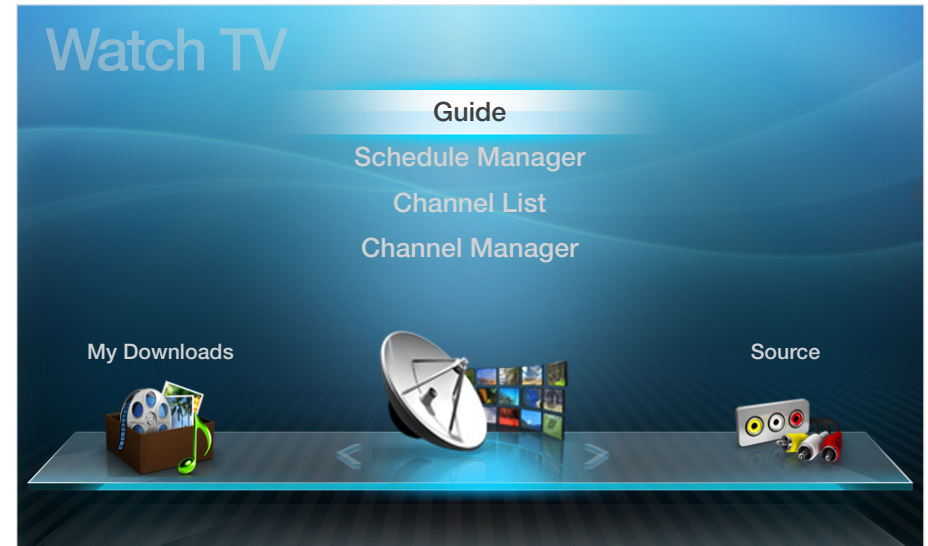 Watch TV
Guide
Schedule Manager
Channel List
Channel Manager
My Downloads
Source